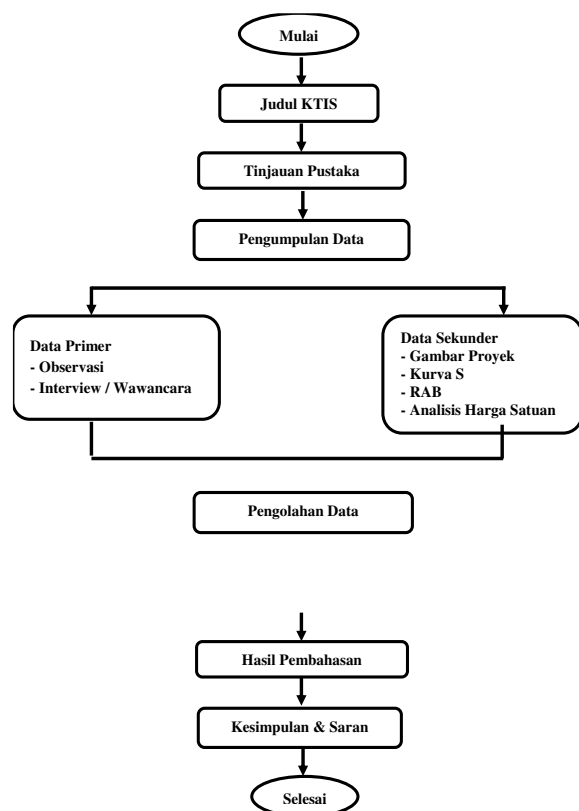 Mulai
Judul KTIS
Tinjauan Pustaka
Pengumpulan Data
Data Primer
- Observasi
- Interview / Wawancara
Data Sekunder
- Gambar Proyek
- Kurva S
- RAB
- Analisis Harga Satuan
Pengolahan Data
Hasil Pembahasan
Kesimpulan & Saran
Selesai